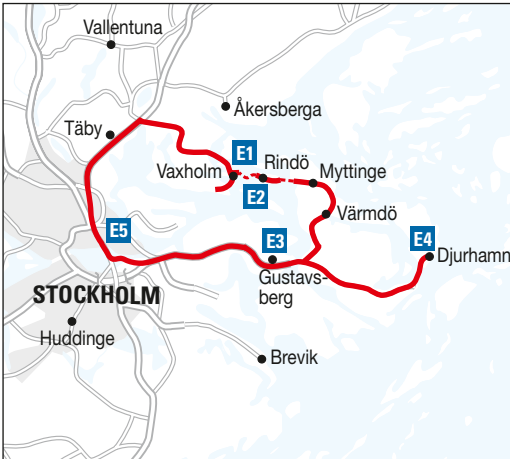 Vallentuna
Åkersberga
Täby
E1
Vaxholm
Rindö
Myttinge
E2
Värmdö
E5
E3
E4
Djurhamn
Gustavs-
berg
STOCKHOLM
Huddinge
Brevik